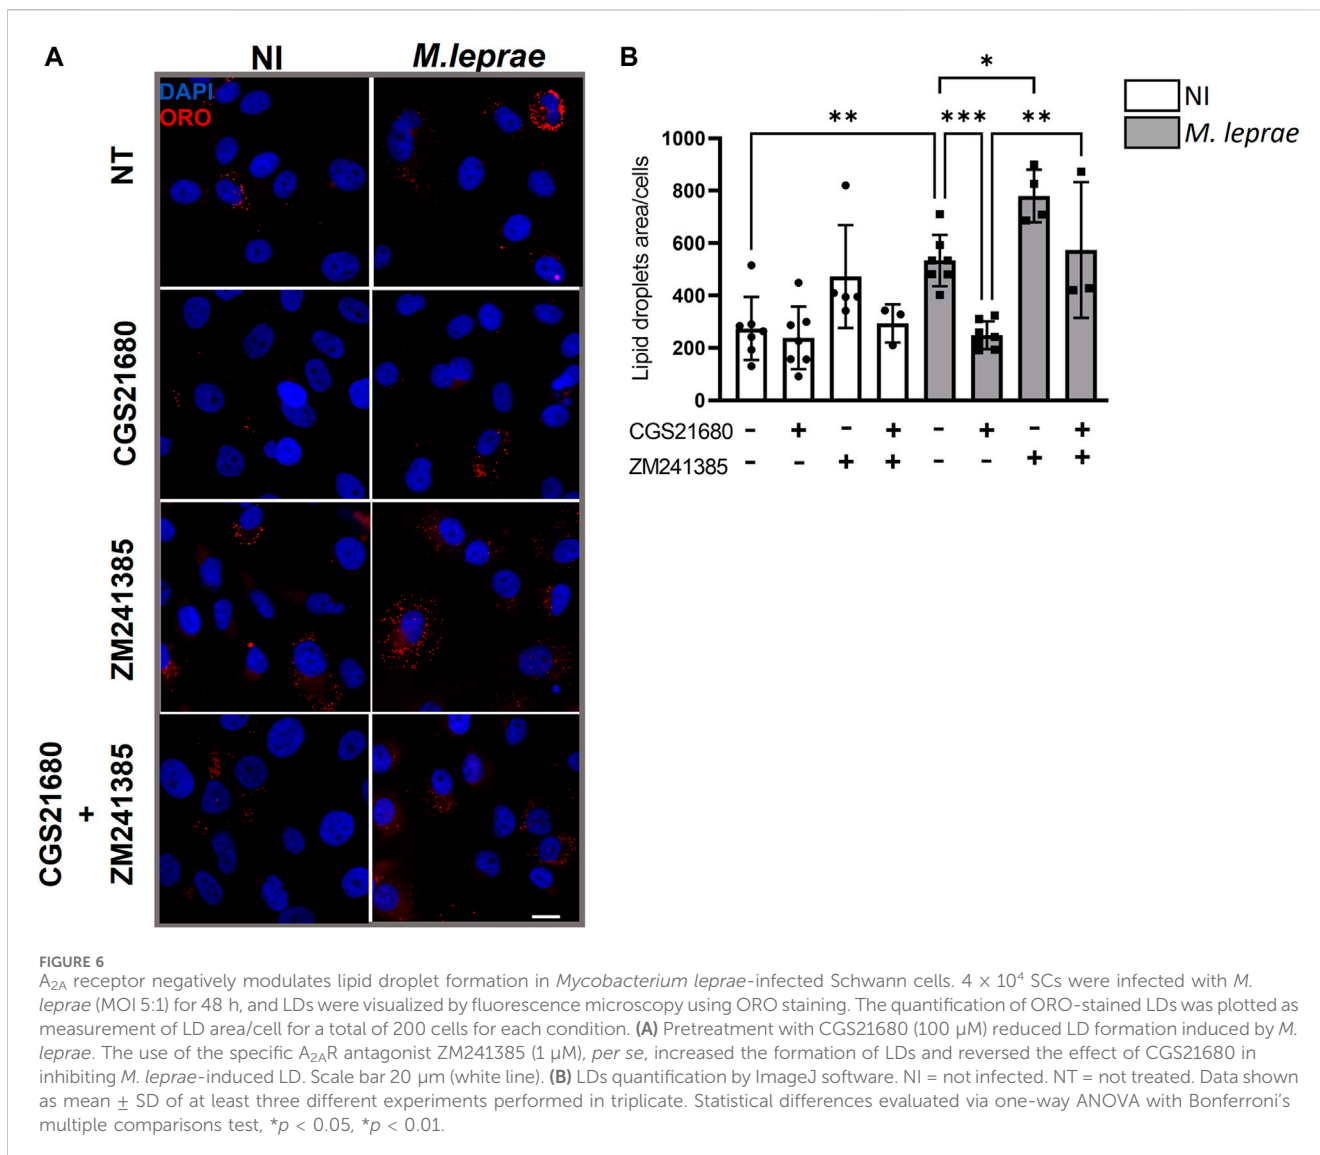 A
NI
M.leprae
DAPI
ORO
NT
CGS21680
ZM241385
CGS21680
+
ZM241385
B
NI
M. leprae
*
** *** **
Lipid droplets area/cells
1000
800
600
400
200
0
CGS21680 - + - + - + - +
ZM241385 - - + + - - + +
FIGURE 6
A2A receptor negatively modulates lipid droplet formation in Mycobacterium leprae-infected Schwann cells. 4 × 10⁴ SCs were infected with M.
leprae (MOI 5:1) for 48 h, and LDs were visualized by fluorescence microscopy using ORO staining. The quantification of ORO-stained LDs was plotted as
measurement of LD area/cell for a total of 200 cells for each condition. (A) Pretreatment with CGS21680 (100 μM) reduced LD formation induced by M.
leprae. The use of the specific A2AR antagonist ZM241385 (1 μM), per se, increased the formation of LDs and reversed the effect of CGS21680 in
inhibiting M. leprae-induced LD. Scale bar 20 μm (white line). (B) LDs quantification by ImageJ software. NI = not infected. NT = not treated. Data shown
as mean ± SD of at least three different experiments performed in triplicate. Statistical differences evaluated via one-way ANOVA with Bonferroni's
multiple comparisons test, *p < 0.05, *p < 0.01.